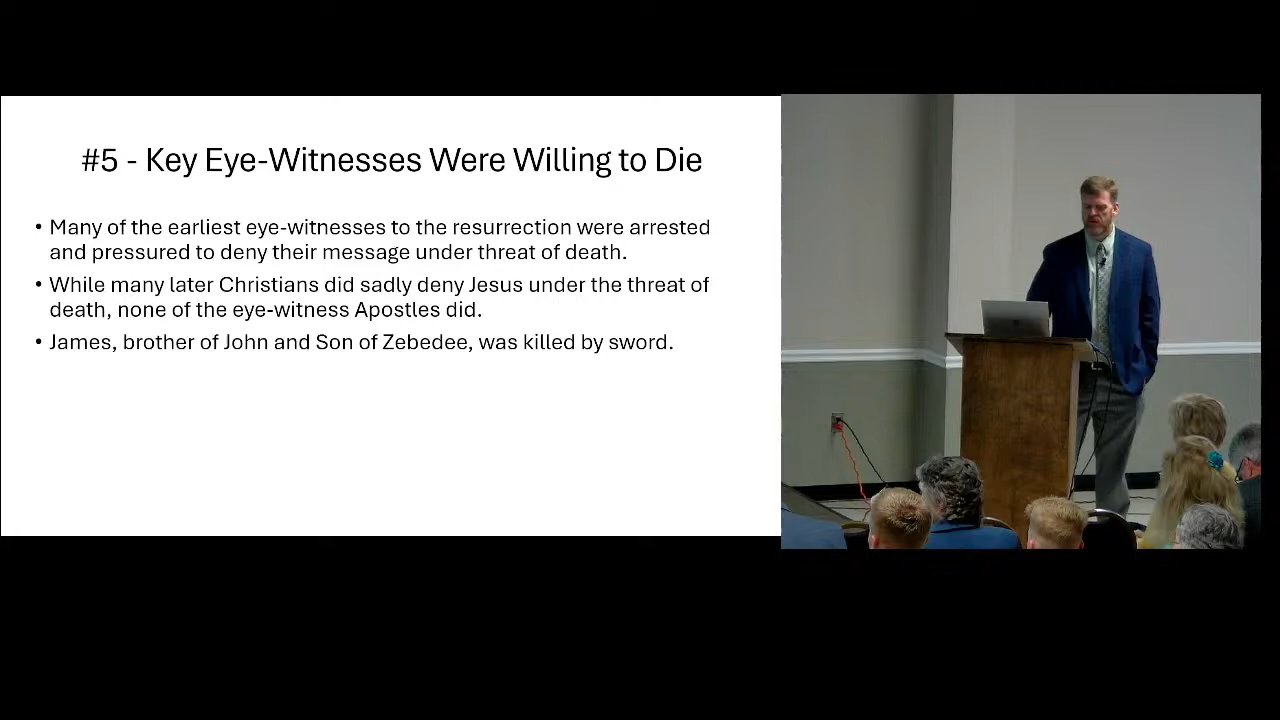 #5 - Key Eye-Witnesses Were Willing to Die
• Many of the earliest eye-witnesses to the resurrection were arrested
and pressured to deny their message under threat of death.
• While many later Christians did sadly deny Jesus under the threat of
death, none of the eye-witness Apostles did.
• James, brother of John and Son of Zebedee, was killed by sword.